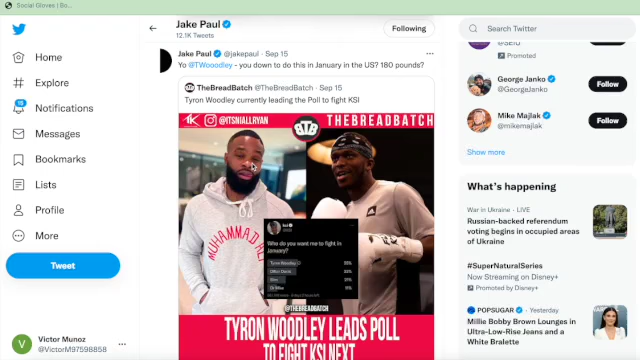 Social Gloves | Bo...
Home
Explore
Notifications
Messages
Bookmarks
Lists
Profile
More
Tweet
Victor Munoz
@VictorM97598858
Jake Paul
12.1K Tweets
Following
Jake Paul @jakepaul · Sep 15
Yo @TWooodley - you down to do this in January in the US? 180 pounds?
TheBreadBatch @TheBreadBatch · Sep 15
Tyron Woodley currently leading the Poll to fight KSI
@ITSNIALLRYAN
BTB
THEBREADBATCH
MUHAMMAD ALI
Who do you want me to fight in
January?
Tyron Woodley
@THEBREADBATCH
TYRON WOODLEY LEADS POLL
TO FIGHT KSI NEXT
Search Twitter
Promoted
George Janko
@GeorgeJanko
Follow
Mike Majlak
@mikemajlak
Follow
Show more
What's happening
War in Ukraine · LIVE
Russian-backed referendum
voting begins in occupied areas
of Ukraine
#SuperNaturalSeries
Now Streaming on Disney+
Promoted by Disney+
POPSUGAR · Yesterday
Millie Bobby Brown Lounges in
Ultra-Low-Rise Jeans and a
White Bralette